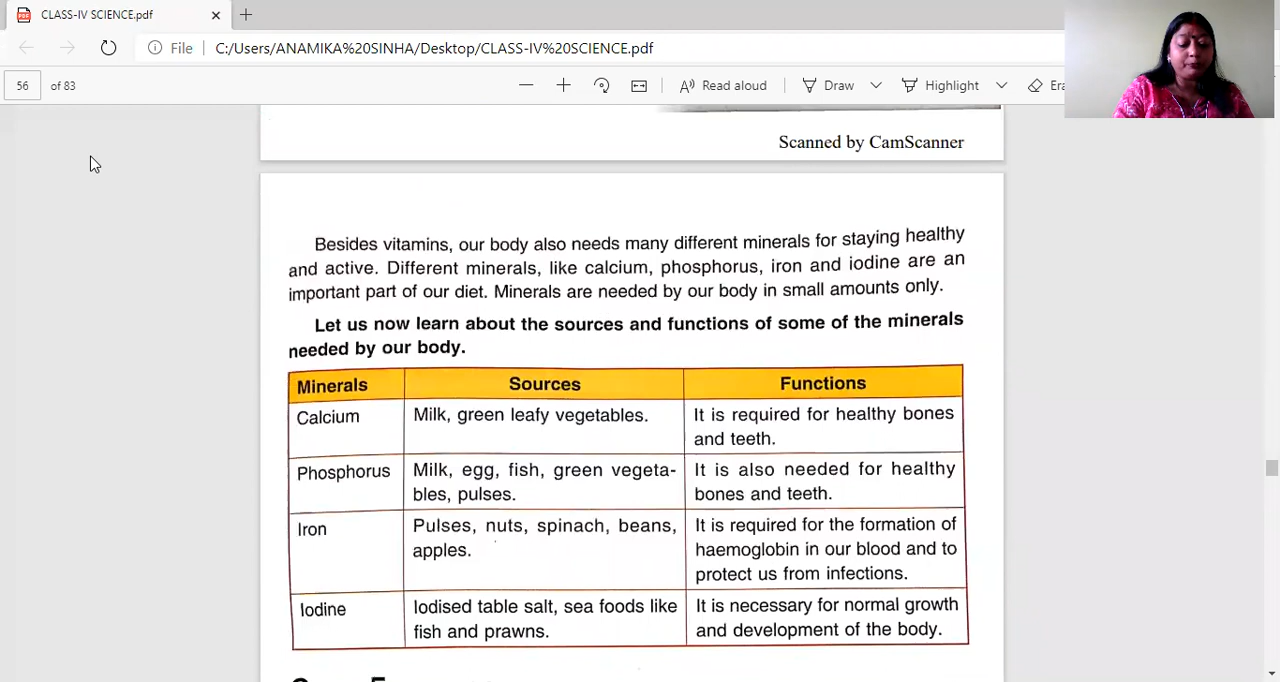 CLASS-IV SCIENCE.pdf
File
C:/Users/ANAMIKA%20SINHA/Desktop/CLASS-IV%20SCIENCE.pdf
56 of 83
Read aloud
Draw
Highlight
Scanned by CamScanner
Besides vitamins, our body also needs many different minerals for staying healthy
and active. Different minerals, like calcium, phosphorus, iron and iodine are an
important part of our diet. Minerals are needed by our body in small amounts only.
Let us now learn about the sources and functions of some of the minerals
needed by our body.
Minerals Sources Functions
Calcium Milk, green leafy vegetables. It is required for healthy bones
and teeth.
Phosphorus Milk, egg, fish, green vegeta- It is also needed for healthy
bles, pulses. bones and teeth.
Iron Pulses, nuts, spinach, beans, It is required for the formation of
apples. haemoglobin in our blood and to
protect us from infections.
Iodine Iodised table salt, sea foods like It is necessary for normal growth
fish and prawns. and development of the body.